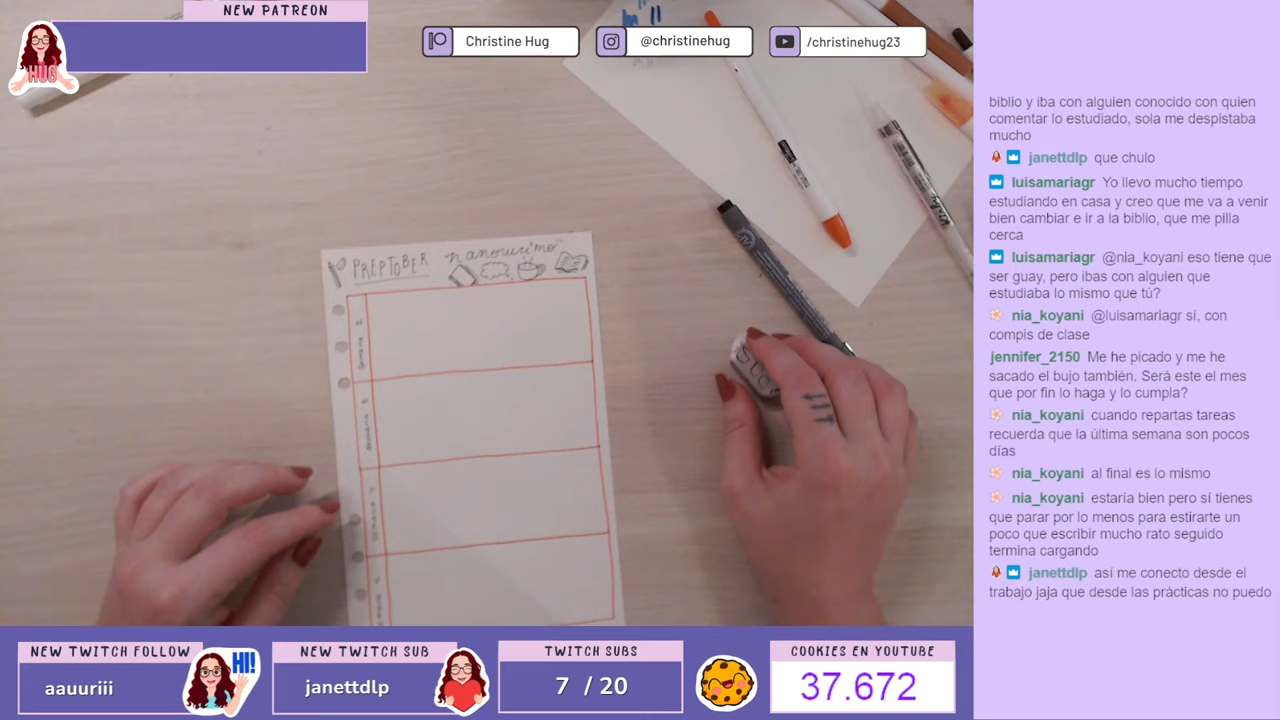 NEW PATREON
HUG
Christine Hug
@christinehug
/christinehug23
PREPTOBER nanowrimo
biblio y iba con alguien conocido con quien
comentar lo estudiado, sola me despistaba
mucho
janettdlp que chulo
luisamariagr Yo llevo mucho tiempo
estudiando en casa y creo que me va a venir
bien cambiar e ir a la biblio, que me pilla
cerca
luisamariagr @nia_koyani eso tiene que
ser guay, pero ibas con alguien que
estudiaba lo mismo que tú?
nia_koyani @luisamariagr sí, con
compis de clase
jennifer_2150 Me he picado y me he
sacado el bujo también. Será este el mes
que por fin lo haga y lo cumpla?
nia_koyani cuando repartas tareas
recuerda que la última semana son pocos
días
nia_koyani al final es lo mismo
nia_koyani estaría bien pero sí tienes
que parar por lo menos para estirarte un
poco que escribir mucho rato seguido
termina cargando
janettdlp así me conecto desde el
trabajo jaja que desde las prácticas no puedo
NEW TWITCH FOLLOW
aauuriii
HI!
NEW TWITCH SUB
janettdlp
TWITCH SUBS
7 / 20
COOKIES EN YOUTUBE
37.672